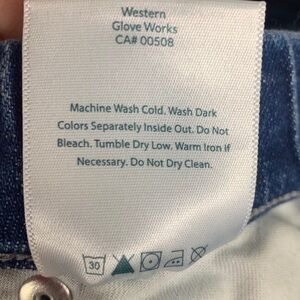 Western
Glove Works
CA# 00508
Machine Wash Cold. Wash Dark
Colors Separately Inside Out. Do Not
Bleach. Tumble Dry Low. Warm Iron if
Necessary. Do Not Dry Clean.
30